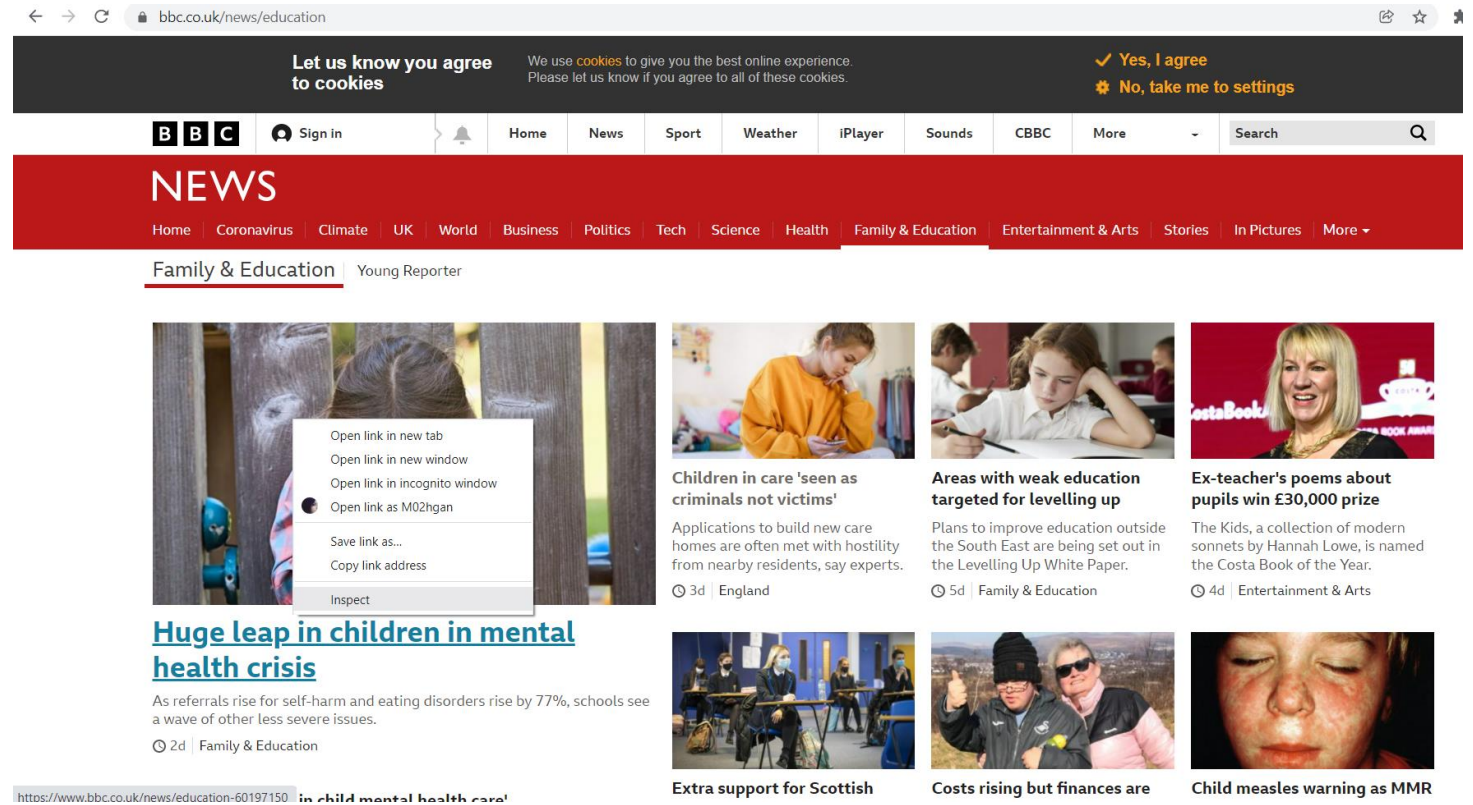 bbc.co.uk/news/education
Let us know you agree
to cookies
We use cookies to give you the best online experience.
Please let us know if you agree to all of these cookies.
Yes, I agree
No, take me to settings
BBC
Sign in
Home
News
Sport
Weather
iPlayer
Sounds
CBBC
More
Search
NEWS
Home
Coronavirus
Climate
UK
World
Business
Politics
Tech
Science
Health
Family & Education
Entertainment & Arts
Stories
In Pictures
More
Family & Education
Young Reporter
Open link in new tab
Open link in new window
Open link in incognito window
Open link as M02hgan
Save link as...
Copy link address
Inspect
Huge leap in children in mental
health crisis
As referrals rise for self-harm and eating disorders rise by 77%, schools see
a wave of other less severe issues.
2d
Family & Education
Children in care 'seen as
criminals not victims'
Applications to build new care
homes are often met with hostility
from nearby residents, say experts.
3d
England
Areas with weak education
targeted for levelling up
Plans to improve education outside
the South East are being set out in
the Levelling Up White Paper.
5d
Family & Education
CostaBook
COSTA
BOOK AWAR
Ex-teacher's poems about
pupils win £30,000 prize
The Kids, a collection of modern
sonnets by Hannah Lowe, is named
the Costa Book of the Year.
4d
Entertainment & Arts
Extra support for Scottish
Costs rising but finances are
Child measles warning as MMR
https://www.bbc.co.uk/news/education-60197150
in child mental health care'